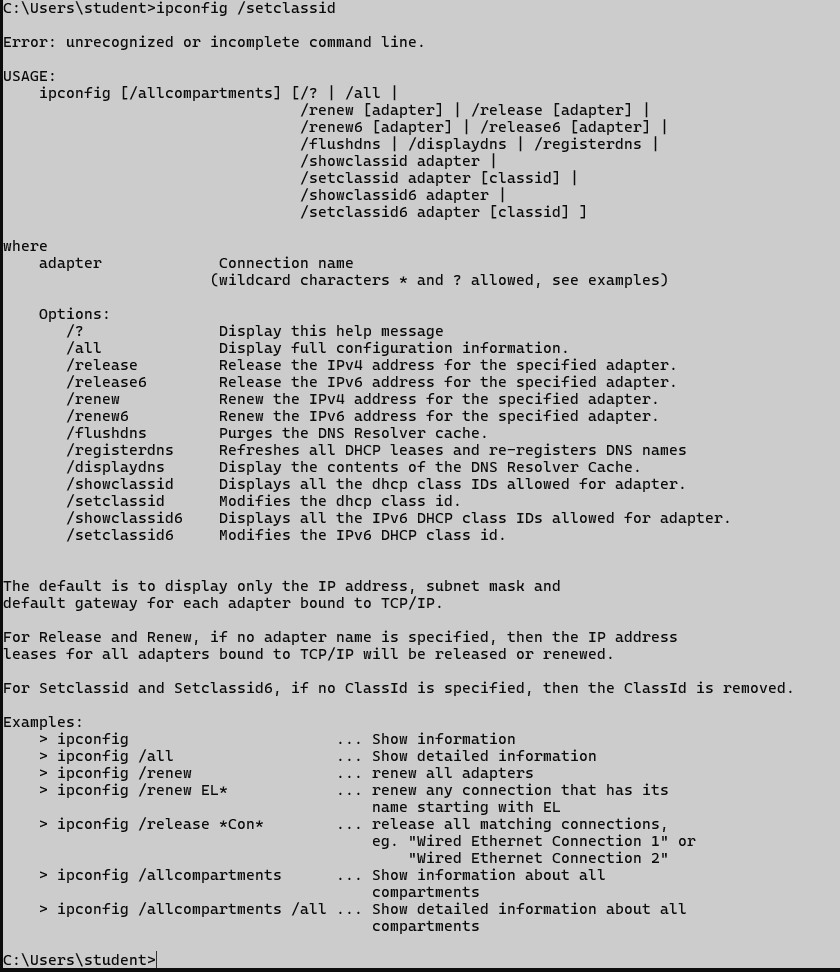 C:\Users\student>ipconfig /setclassid

Error: unrecognized or incomplete command line.

USAGE:
    ipconfig [/allcompartments] [/? | /all |
                                 /renew [adapter] | /release [adapter] |
                                 /renew6 [adapter] | /release6 [adapter] |
                                 /flushdns | /displaydns | /registerdns |
                                 /showclassid adapter |
                                 /setclassid adapter [classid] |
                                 /showclassid6 adapter |
                                 /setclassid6 adapter [classid] ]

where
    adapter             Connection name
                       (wildcard characters * and ? allowed, see examples)

    Options:
       /?               Display this help message
       /all             Display full configuration information.
       /release         Release the IPv4 address for the specified adapter.
       /release6        Release the IPv6 address for the specified adapter.
       /renew           Renew the IPv4 address for the specified adapter.
       /renew6          Renew the IPv6 address for the specified adapter.
       /flushdns        Purges the DNS Resolver cache.
       /registerdns     Refreshes all DHCP leases and re-registers DNS names
       /displaydns      Display the contents of the DNS Resolver Cache.
       /showclassid     Displays all the dhcp class IDs allowed for adapter.
       /setclassid      Modifies the dhcp class id.
       /showclassid6    Displays all the IPv6 DHCP class IDs allowed for adapter.
       /setclassid6     Modifies the IPv6 DHCP class id.


The default is to display only the IP address, subnet mask and
default gateway for each adapter bound to TCP/IP.

For Release and Renew, if no adapter name is specified, then the IP address
leases for all adapters bound to TCP/IP will be released or renewed.

For Setclassid and Setclassid6, if no ClassId is specified, then the ClassId is removed.

Examples:
    > ipconfig                       ... Show information
    > ipconfig /all                  ... Show detailed information
    > ipconfig /renew                ... renew all adapters
    > ipconfig /renew EL*            ... renew any connection that has its
                                         name starting with EL
    > ipconfig /release *Con*        ... release all matching connections,
                                         eg. "Wired Ethernet Connection 1" or
                                             "Wired Ethernet Connection 2"
    > ipconfig /allcompartments      ... Show information about all
                                         compartments
    > ipconfig /allcompartments /all ... Show detailed information about all
                                         compartments

C:\Users\student>